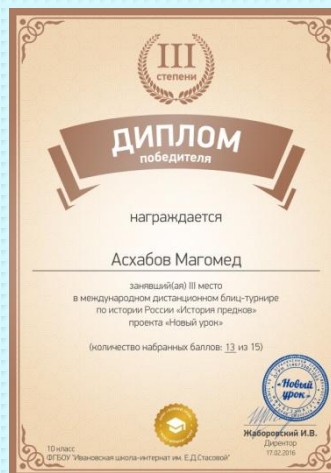 III
степени
ДИПЛОМ
победителя
награждается
Асхабов Магомед
занявший(ая) III место
в международном дистанционном блиц-турнире
по истории России «История предков»
проекта «Новый урок»
(количество набранных баллов: 13 из 15)
«Новый
урок»
Жаборовский И.В.
Директор
17.02.2016
10 класс
ФГБОУ "Ивановская школа-интернат им. Е.Д.Стасовой"